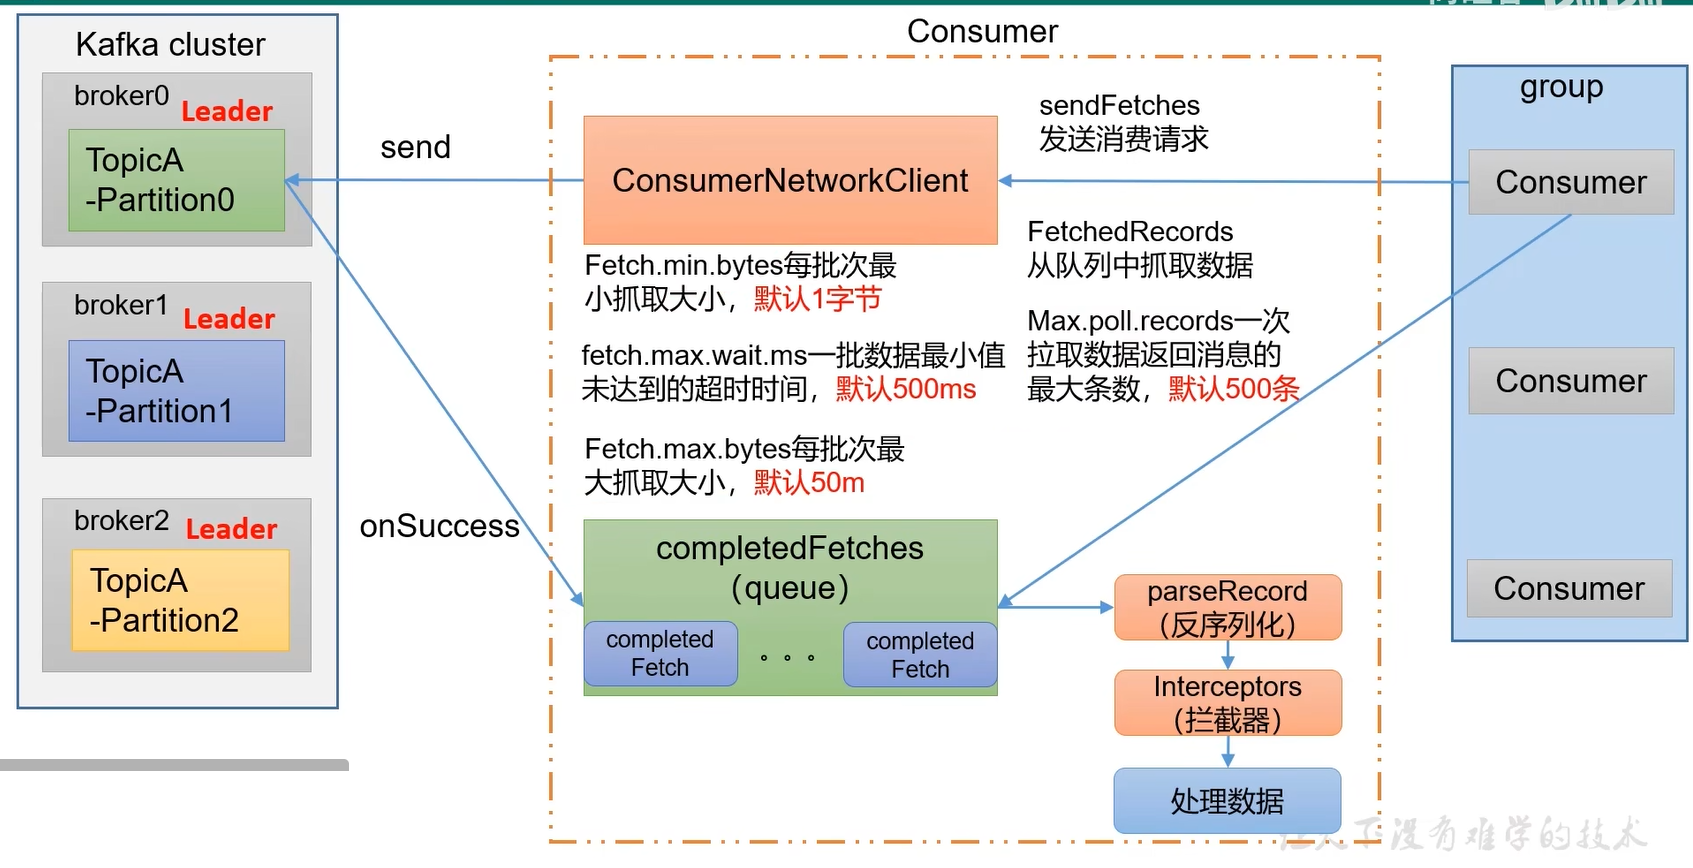 Kafka cluster
broker0
Leader
TopicA
-Partition0
broker1
Leader
TopicA
-Partition1
broker2
Leader
TopicA
-Partition2
send
onSuccess
Consumer
ConsumerNetworkClient
Fetch.min.bytes每批次最
小抓取大小，默认1字节
fetch.max.wait.ms一批数据最小值
未达到的超时时间，默认500ms
Fetch.max.bytes每批次最
大抓取大小，默认50m
completedFetches
（queue）
completed
Fetch
。。。
completed
Fetch
sendFetches
发送消费请求
FetchedRecords
从队列中抓取数据
Max.poll.records一次
拉取数据返回消息的
最大条数，默认500条
parseRecord
（反序列化）
Interceptors
（拦截器）
处理数据
group
Consumer
Consumer
Consumer
下没有难学的技术